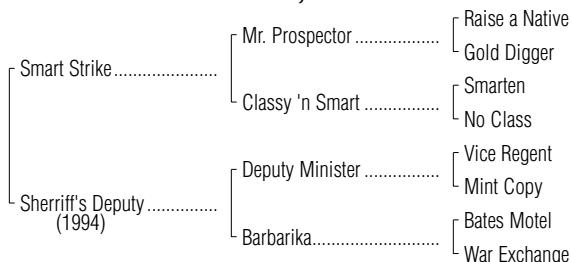 Raise a Native
Mr. Prospector ..................
Gold Digger
Smart Strike......................
Smarten
Classy 'n Smart ................
No Class
Vice Regent
Deputy Minister ................
Mint Copy
Sherriff's Deputy ...............
(1994)
Bates Motel
Barbarika...........................
War Exchange